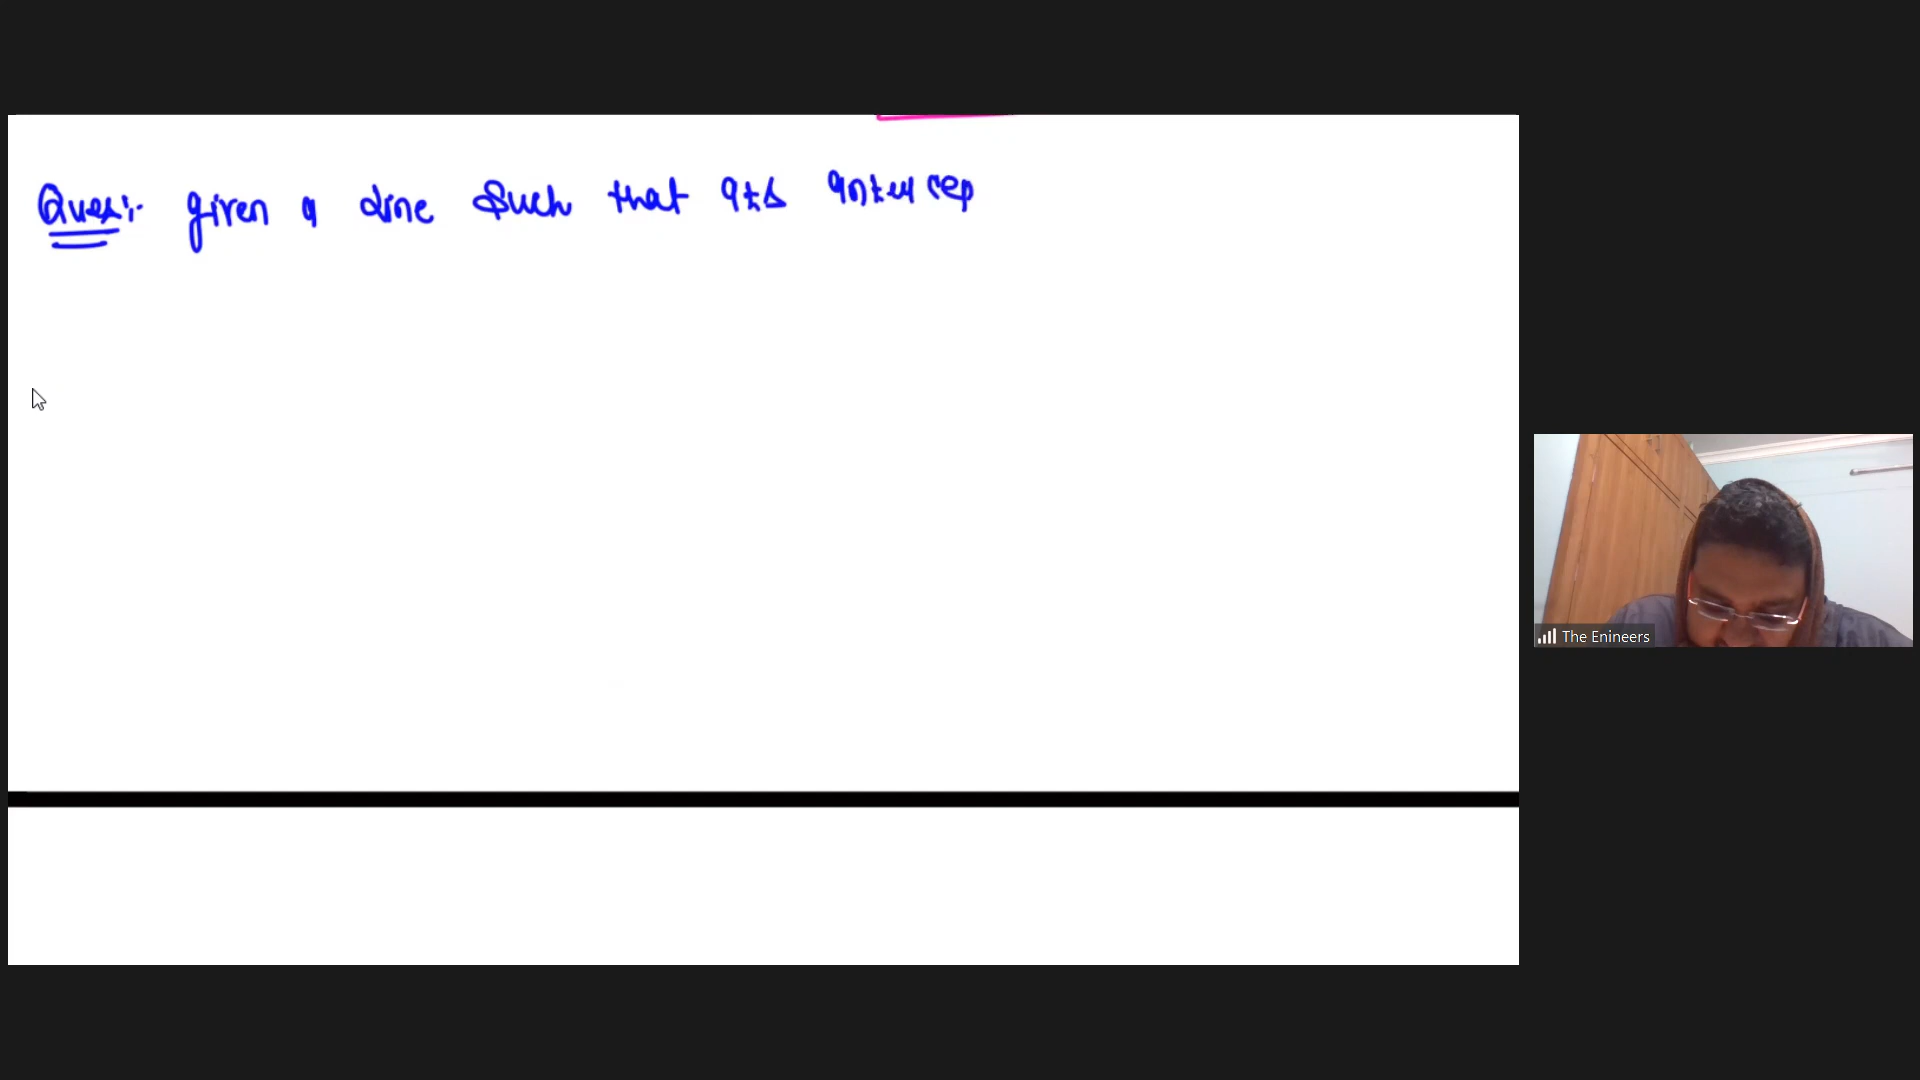 Ques:- given a line such that its intercep
The Enineers